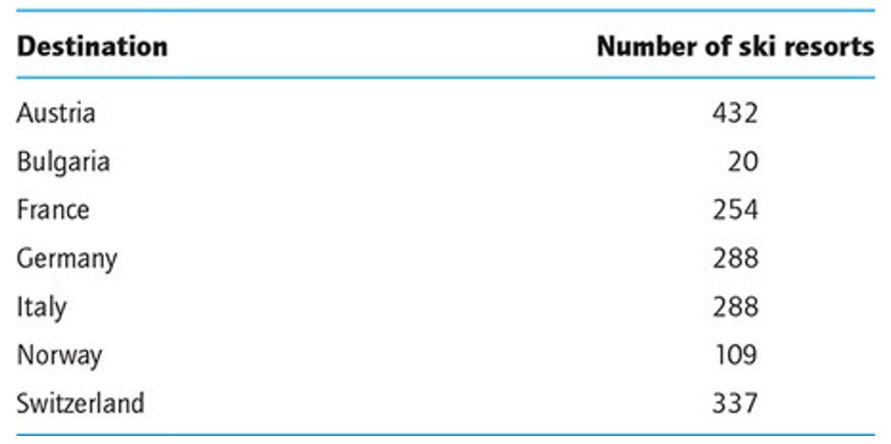 Destination Number of ski resorts
Austria 432
Bulgaria 20
France 254
Germany 288
Italy 288
Norway 109
Switzerland 337